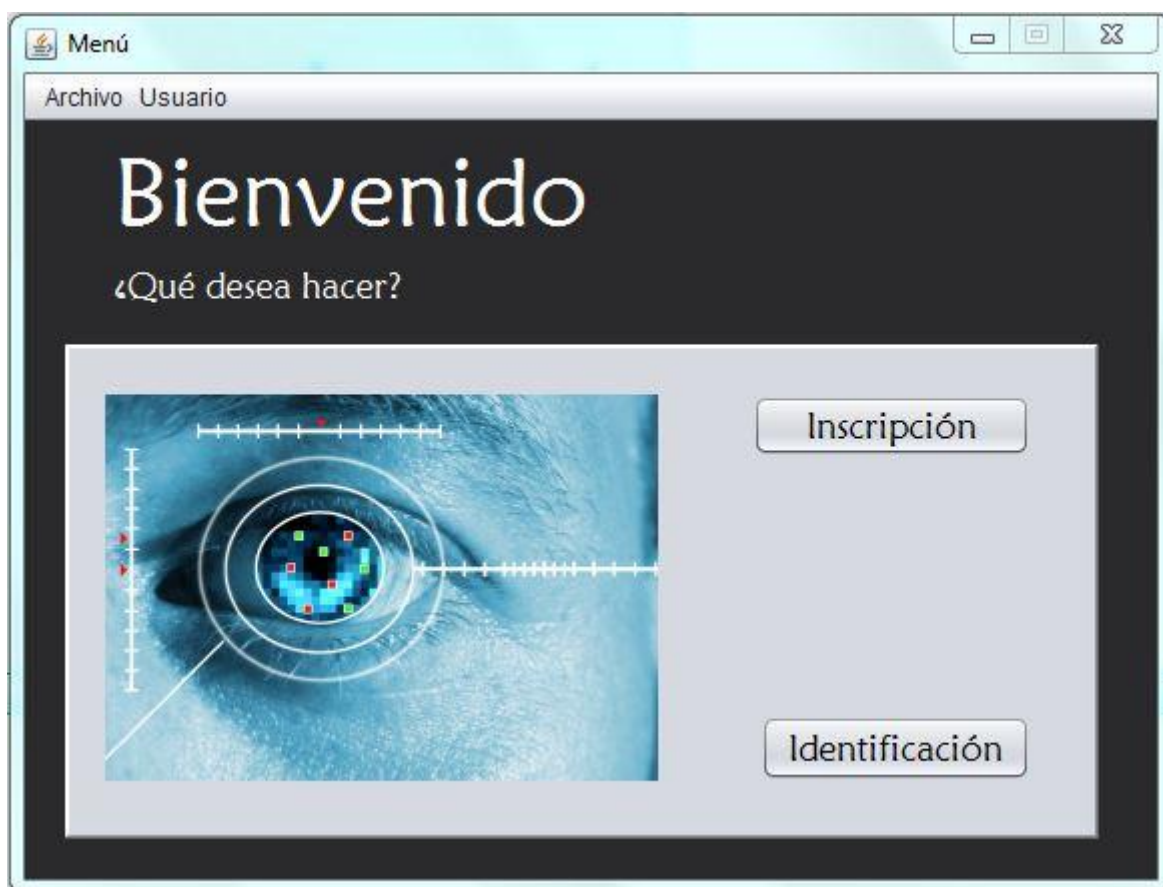 Menú
Archivo Usuario
Bienvenido
¿Qué desea hacer?
Inscripción
Identificación